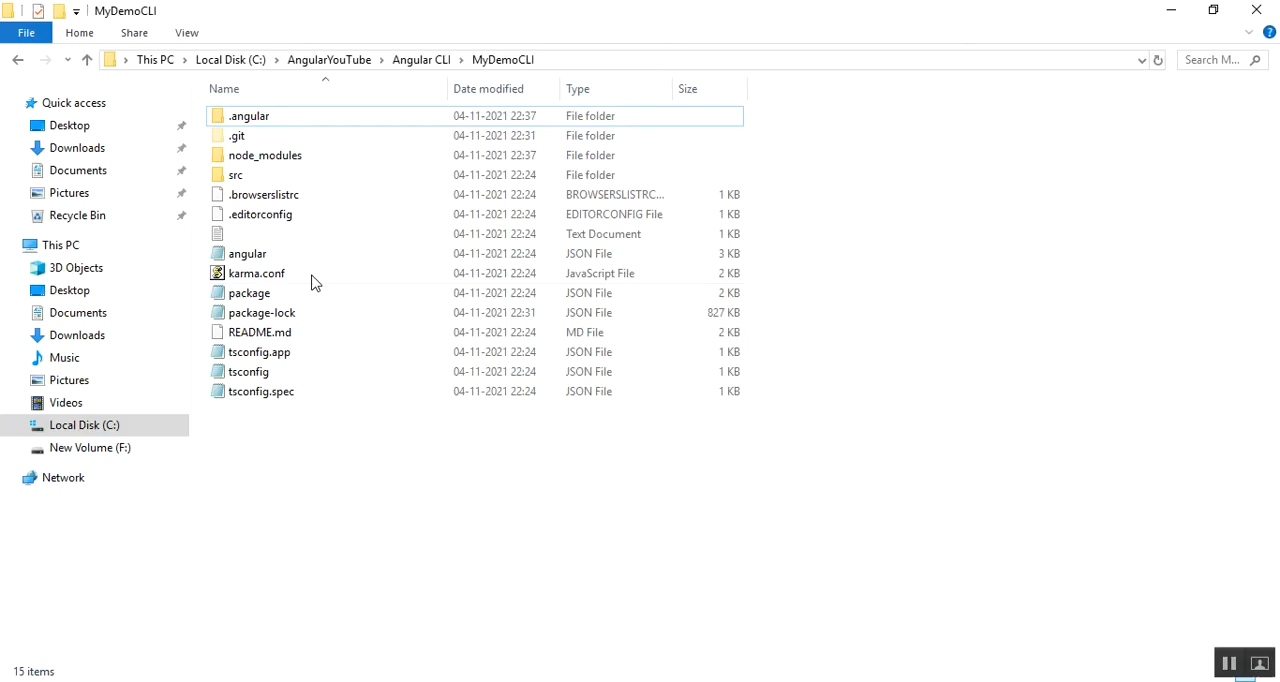 MyDemoCLI
File Home Share View
This PC Local Disk (C:) AngularYouTube Angular CLI MyDemoCLI Search M...
Name Date modified Type Size
Quick access
Desktop
Downloads
Documents
Pictures
Recycle Bin
This PC
3D Objects
Desktop
Documents
Downloads
Music
Pictures
Videos
Local Disk (C:)
New Volume (F:)
Network
.angular 04-11-2021 22:37 File folder
.git 04-11-2021 22:31 File folder
node_modules 04-11-2021 22:37 File folder
src 04-11-2021 22:24 File folder
.browserslistrc 04-11-2021 22:24 BROWSERSLISTRC... 1 KB
.editorconfig 04-11-2021 22:24 EDITORCONFIG File 1 KB
04-11-2021 22:24 Text Document 1 KB
angular 04-11-2021 22:24 JSON File 3 KB
karma.conf 04-11-2021 22:24 JavaScript File 2 KB
package 04-11-2021 22:24 JSON File 2 KB
package-lock 04-11-2021 22:31 JSON File 827 KB
README.md 04-11-2021 22:24 MD File 2 KB
tsconfig.app 04-11-2021 22:24 JSON File 1 KB
tsconfig 04-11-2021 22:24 JSON File 1 KB
tsconfig.spec 04-11-2021 22:24 JSON File 1 KB
15 items